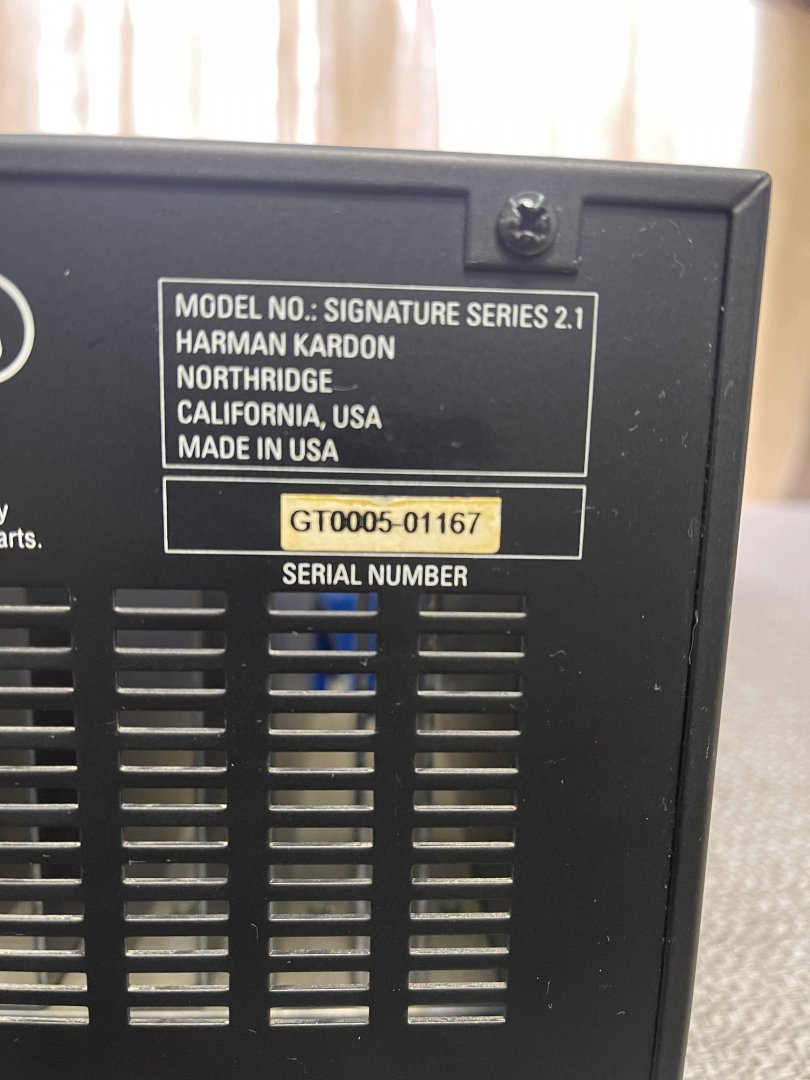 MODEL NO.: SIGNATURE SERIES 2.1
HARMAN KARDON
NORTHRIDGE
CALIFORNIA, USA
MADE IN USA
GT0005-01167
SERIAL NUMBER